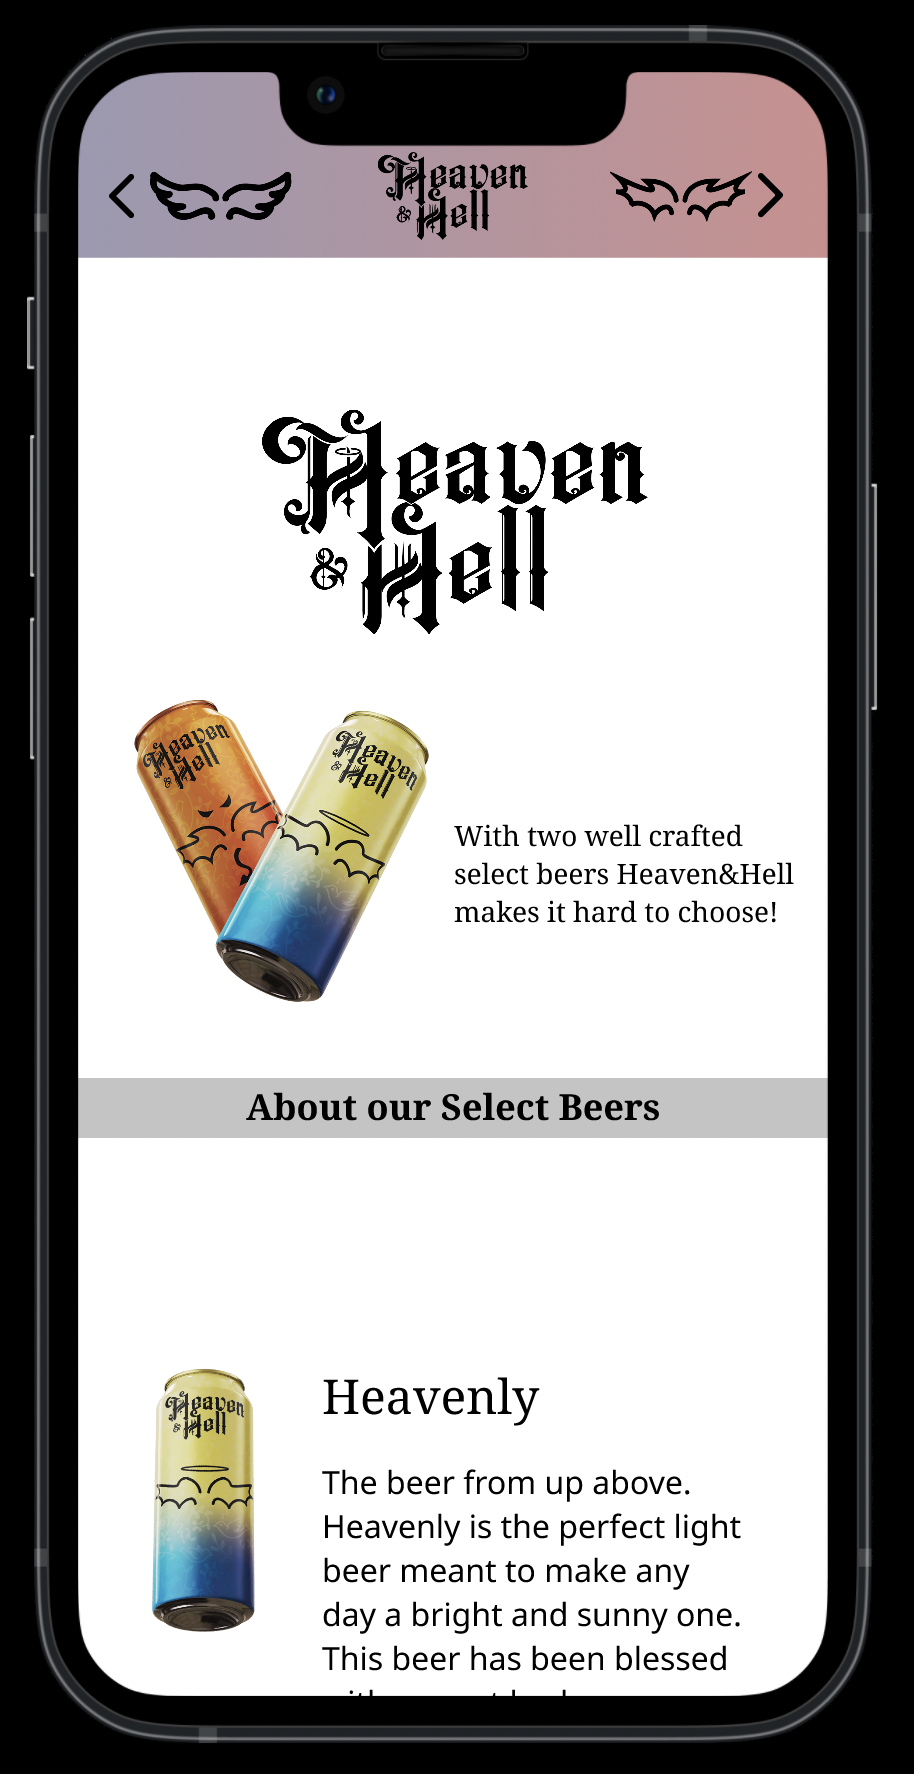 Heaven
& Hell
Heaven
& Hell
Heaven
& Hell
Heaven
& Hell
With two well crafted
select beers Heaven&Hell
makes it hard to choose!
About our Select Beers
Heaven
& Hell
Heavenly
The beer from up above.
Heavenly is the perfect light
beer meant to make any
day a bright and sunny one.
This beer has been blessed